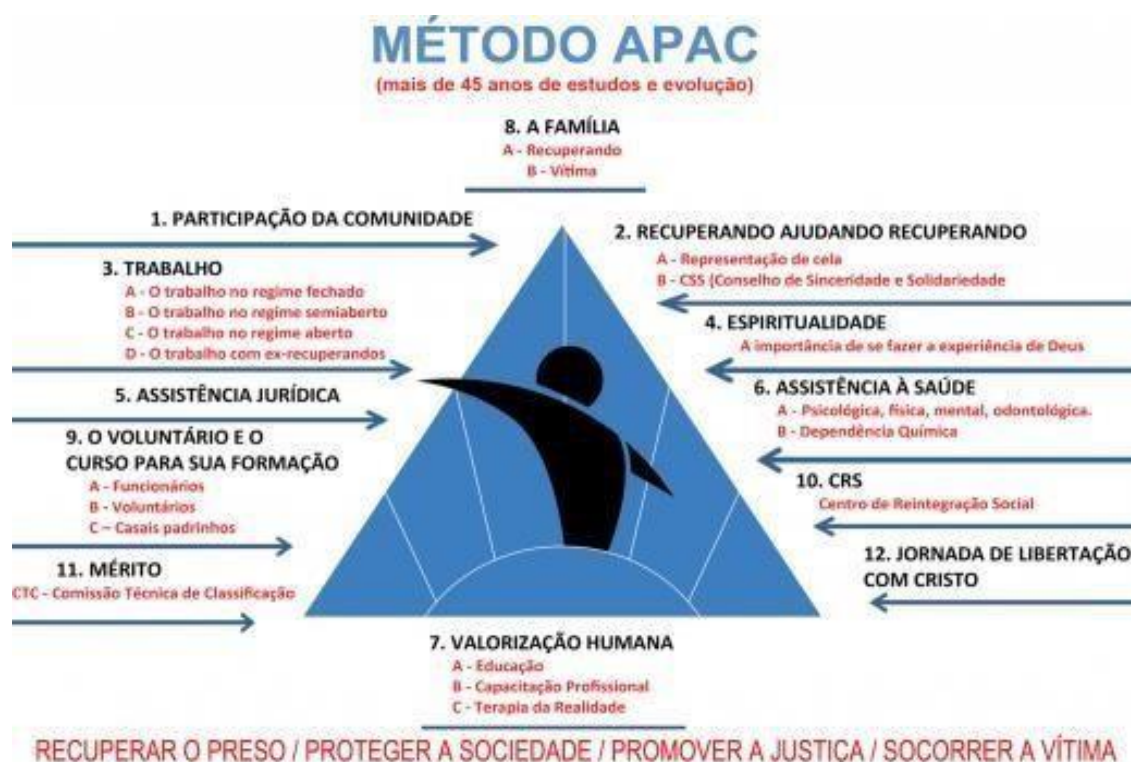 MÉTODO APAC
(mais de 45 anos de estudos e evolução)
8. A FAMÍLIA
A - Recuperando
B - Vítima
1. PARTICIPAÇÃO DA COMUNIDADE
2. RECUPERANDO AJUDANDO RECUPERANDO
A - Representação de cela
B - CSS (Conselho de Sinceridade e Solidariedade
3. TRABALHO
A - O trabalho no regime fechado
B - O trabalho no regime semiaberto
C - O trabalho no regime aberto
D - O trabalho com ex-recuperandos
4. ESPIRITUALIDADE
A importância de se fazer a experiência de Deus
5. ASSISTÊNCIA JURÍDICA
6. ASSISTÊNCIA À SAÚDE
A - Psicológica, física, mental, odontológica.
B - Dependência Química
9. O VOLUNTÁRIO E O
CURSO PARA SUA FORMAÇÃO
A - Funcionários
B - Voluntários
C – Casais padrinhos
10. CRS
Centro de Reintegração Social
11. MÉRITO
CTC - Comissão Técnica de Classificação
12. JORNADA DE LIBERTAÇÃO
COM CRISTO
7. VALORIZAÇÃO HUMANA
A - Educação
B - Capacitação Profissional
C - Terapia da Realidade
RECUPERAR O PRESO / PROTEGER A SOCIEDADE / PROMOVER A JUSTIÇA / SOCORRER A VÍTIMA